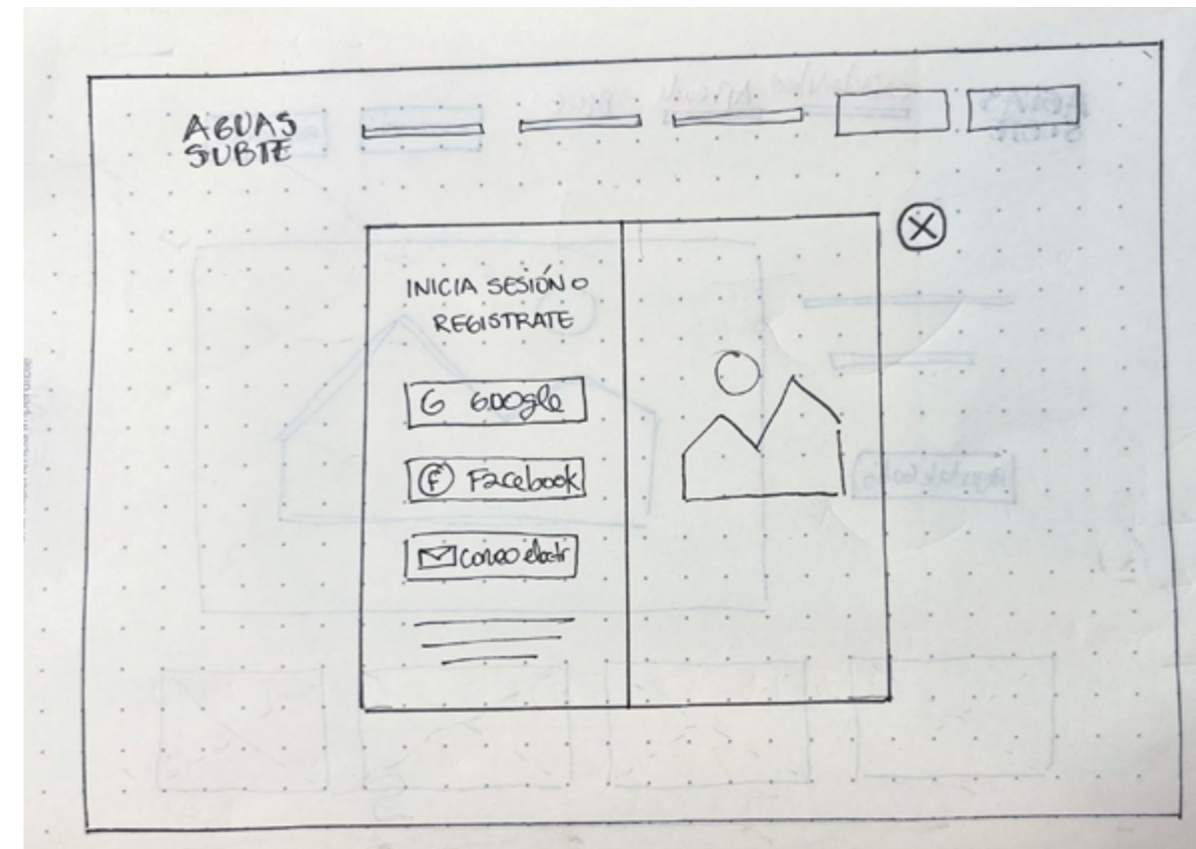 AGUAS
SUBTE
INICIA SESIÓN O
REGISTRATE
G Google
f Facebook
Correo electr